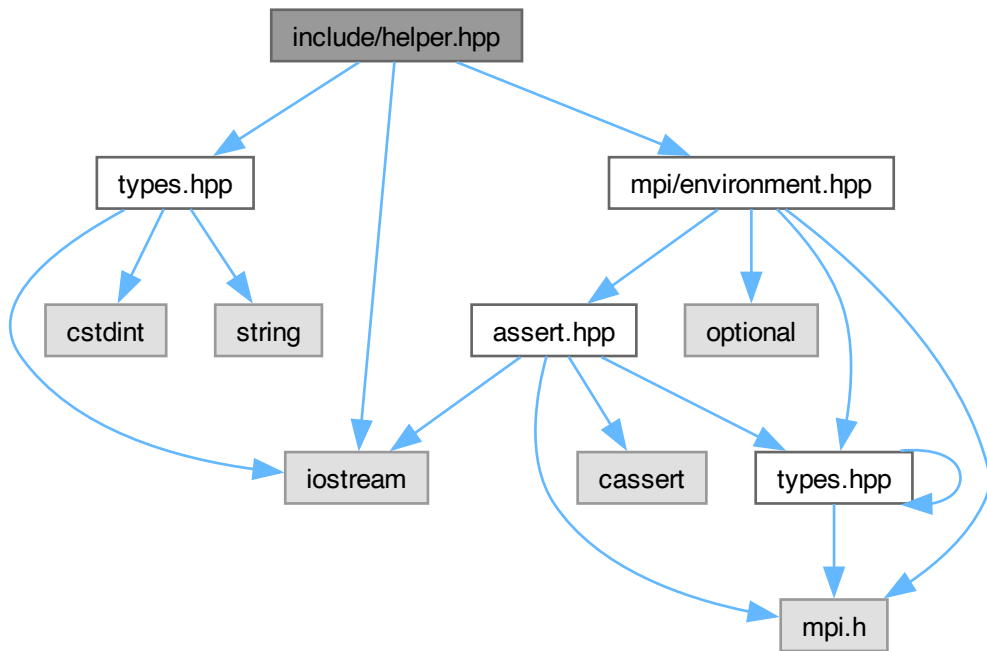 include/helper.hpp
types.hpp
mpi/environment.hpp
cstdint
string
assert.hpp
optional
iostream
cassert
types.hpp
mpi.h